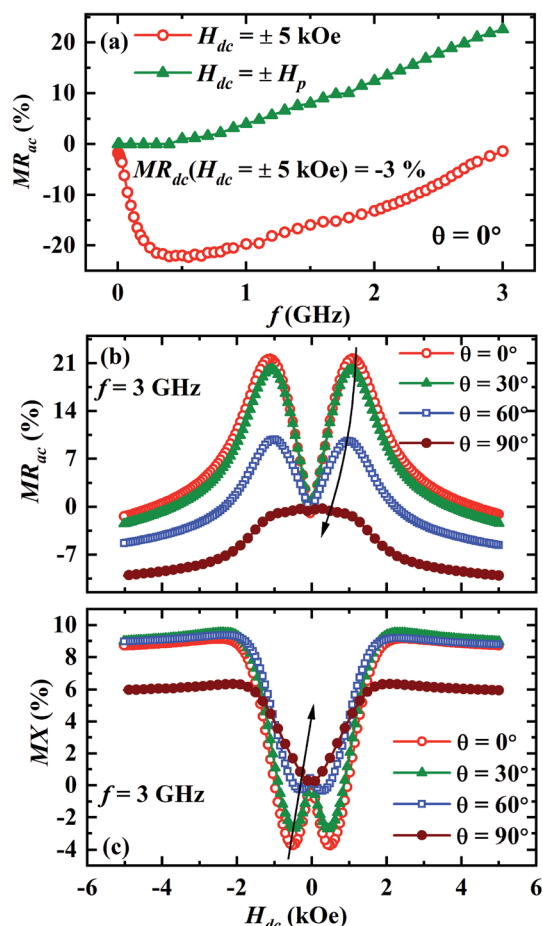 (a)
H_dc = ± 5 kOe
H_dc = ± H_p
MR_dc(H_dc = ± 5 kOe) = -3 %
θ = 0°
MR_ac (%)
20
10
0
-10
-20
0 1 2 3
f (GHz)
(b)
f = 3 GHz
θ = 0°
θ = 30°
θ = 60°
θ = 90°
MR_ac (%)
21
14
7
0
-7
MX (%)
10
8
6
4
2
0
-2
-4
f = 3 GHz
(c)
θ = 0°
θ = 30°
θ = 60°
θ = 90°
-6 -4 -2 0 2 4 6
H_dc (kOe)